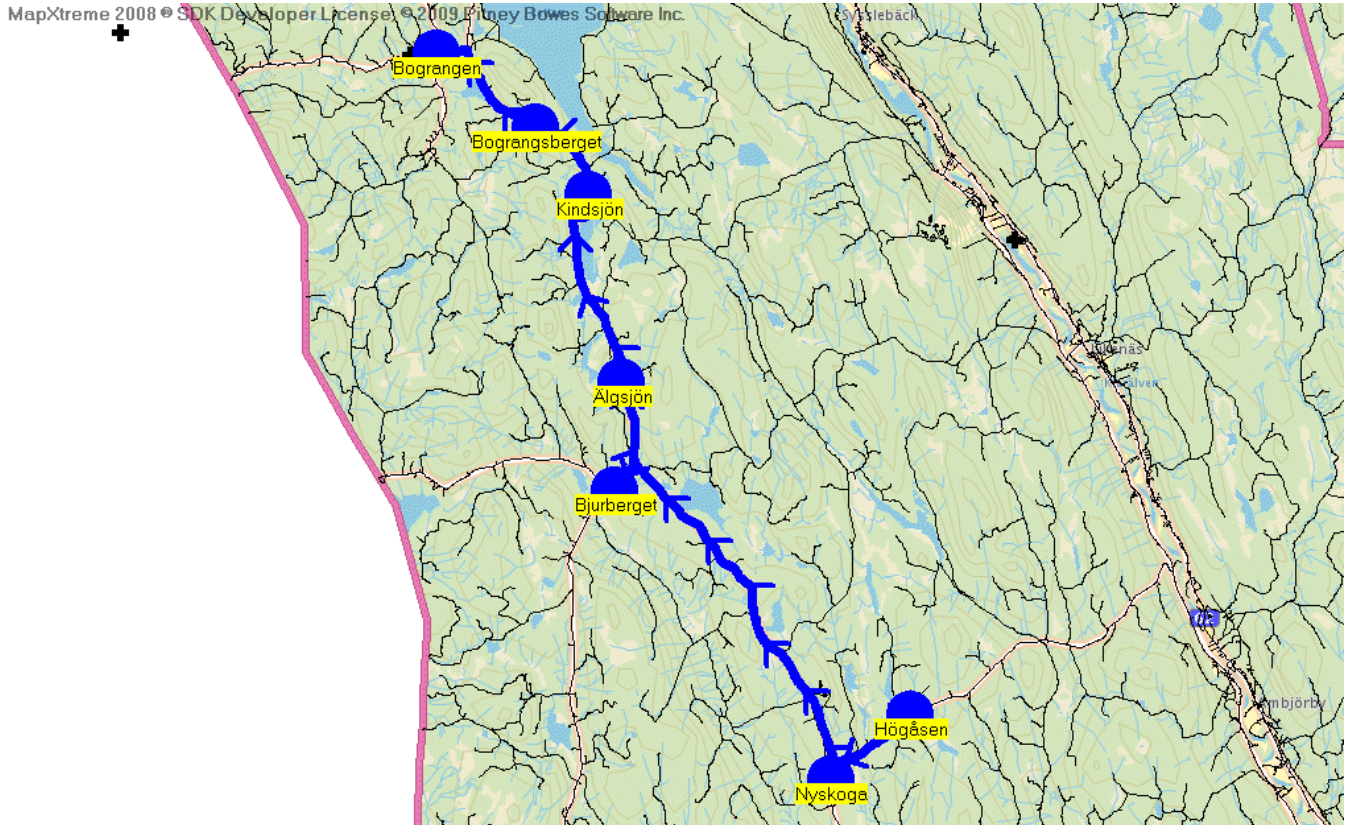 MapXtreme 2008 ® SDK Developer License. © 2009 Pitney Bowes Software Inc.
Sysslebäck
Bograngen
Bograngsberget
Kindsjön
Älgsjön
Bjurberget
Högåsen
Nyskoga